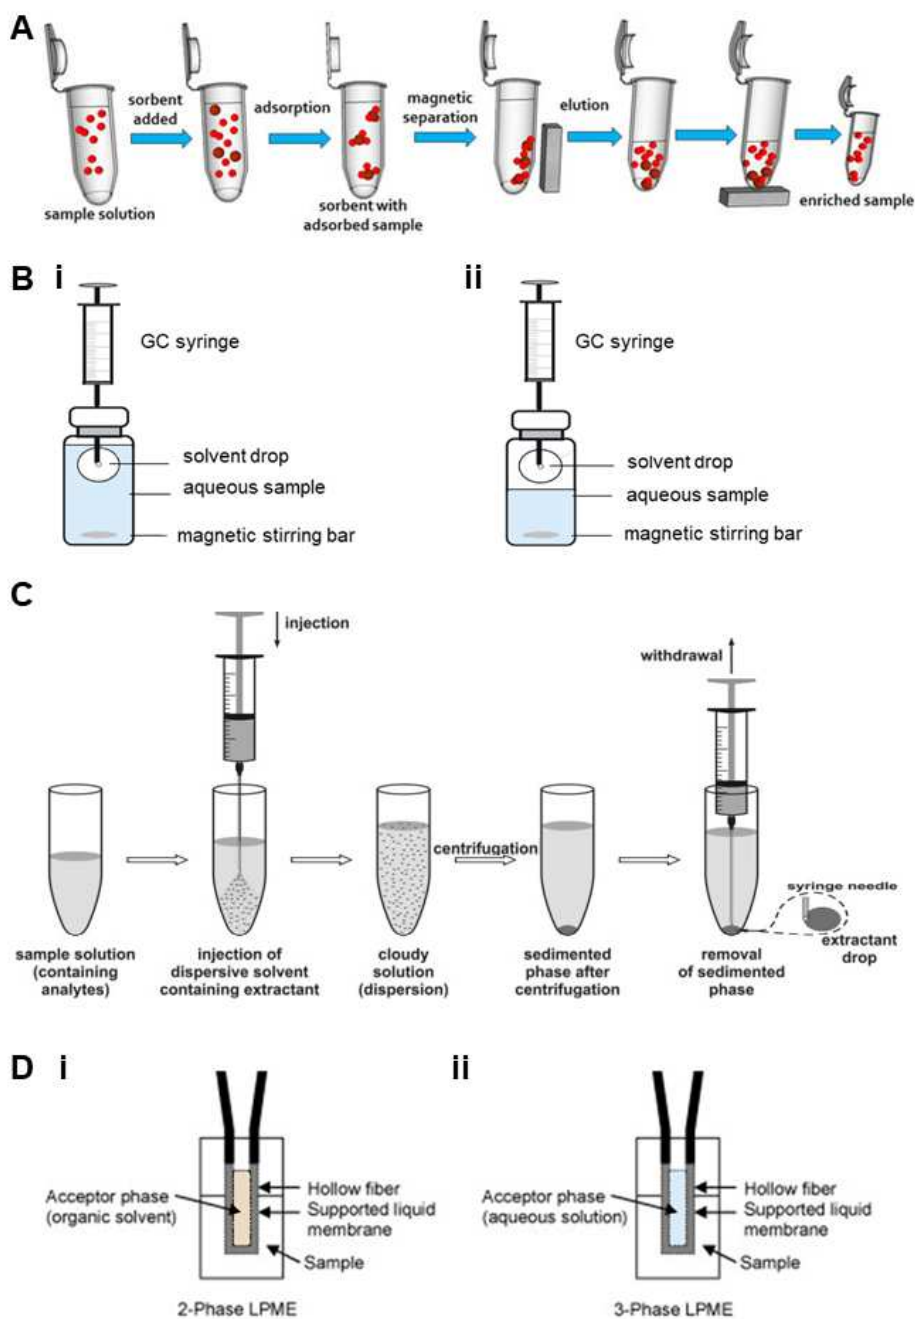 A
sorbent
added
adsorption
magnetic
separation
elution
sample solution
sorbent with
adsorbed sample
enriched sample
B i
GC syringe
solvent drop
aqueous sample
magnetic stirring bar
ii
GC syringe
solvent drop
aqueous sample
magnetic stirring bar
C
injection
withdrawal
centrifugation
syringe needle
extractant
drop
sample solution
(containing
analytes)
injection of
dispersive solvent
containing extractant
cloudy
solution
(dispersion)
sedimented
phase after
centrifugation
removal
of sedimented
phase
D i
Acceptor phase
(organic solvent)
Hollow fiber
Supported liquid
membrane
Sample
2-Phase LPME
ii
Acceptor phase
(aqueous solution)
Hollow fiber
Supported liquid
membrane
Sample
3-Phase LPME